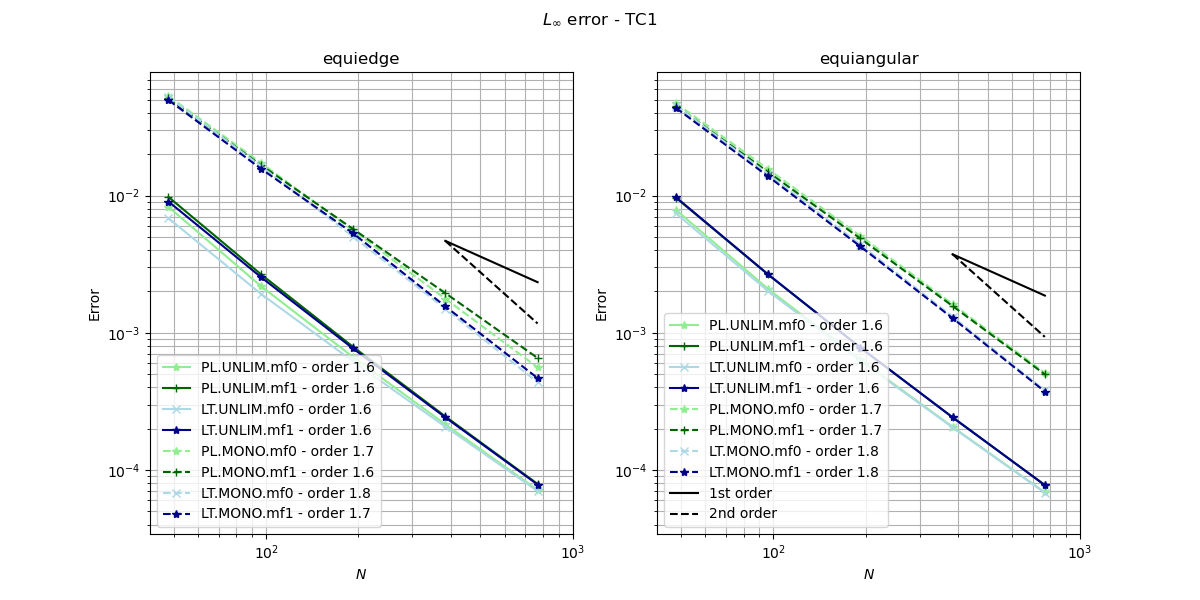 L∞ error - TC1
equiedge
Error
10⁻²
10⁻³
10⁻⁴
PL.UNLIM.mf0 - order 1.6
PL.UNLIM.mf1 - order 1.6
LT.UNLIM.mf0 - order 1.6
LT.UNLIM.mf1 - order 1.6
PL.MONO.mf0 - order 1.7
PL.MONO.mf1 - order 1.6
LT.MONO.mf0 - order 1.8
LT.MONO.mf1 - order 1.7
10²
10³
N
equiangular
Error
10⁻²
10⁻³
10⁻⁴
PL.UNLIM.mf0 - order 1.6
PL.UNLIM.mf1 - order 1.6
LT.UNLIM.mf0 - order 1.6
LT.UNLIM.mf1 - order 1.6
PL.MONO.mf0 - order 1.7
PL.MONO.mf1 - order 1.7
LT.MONO.mf0 - order 1.8
LT.MONO.mf1 - order 1.8
1st order
2nd order
10²
10³
N